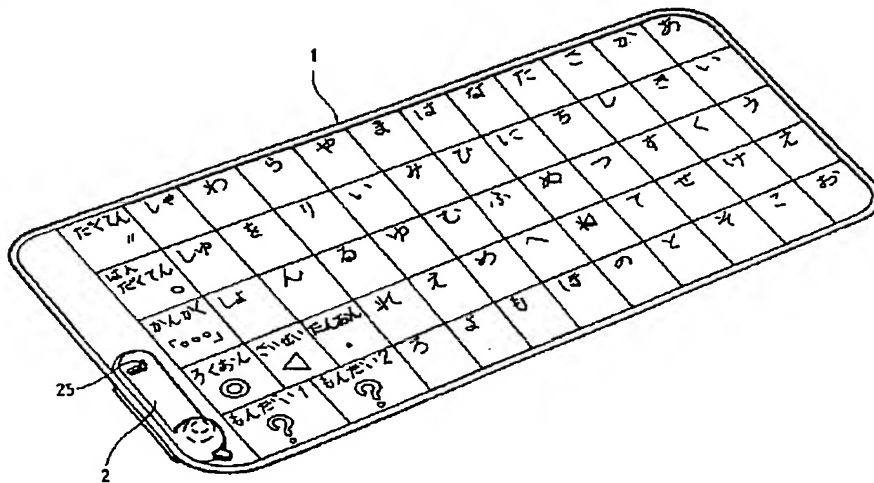 1
だくてん しゃ わ ら や ま は な た さ か あ
〃
はん しゅ を り い み ひ に ち し き い
だくてん
○
かんかく しょ ん る ゆ む ふ ぬ つ す く う
「○○○」
ろくおん さいせい たんおん れ え め へ ね て せ け え
◎ △ ・
もんだい1 もんだい2 ろ よ も ほ の と そ こ お
? ?
25
2